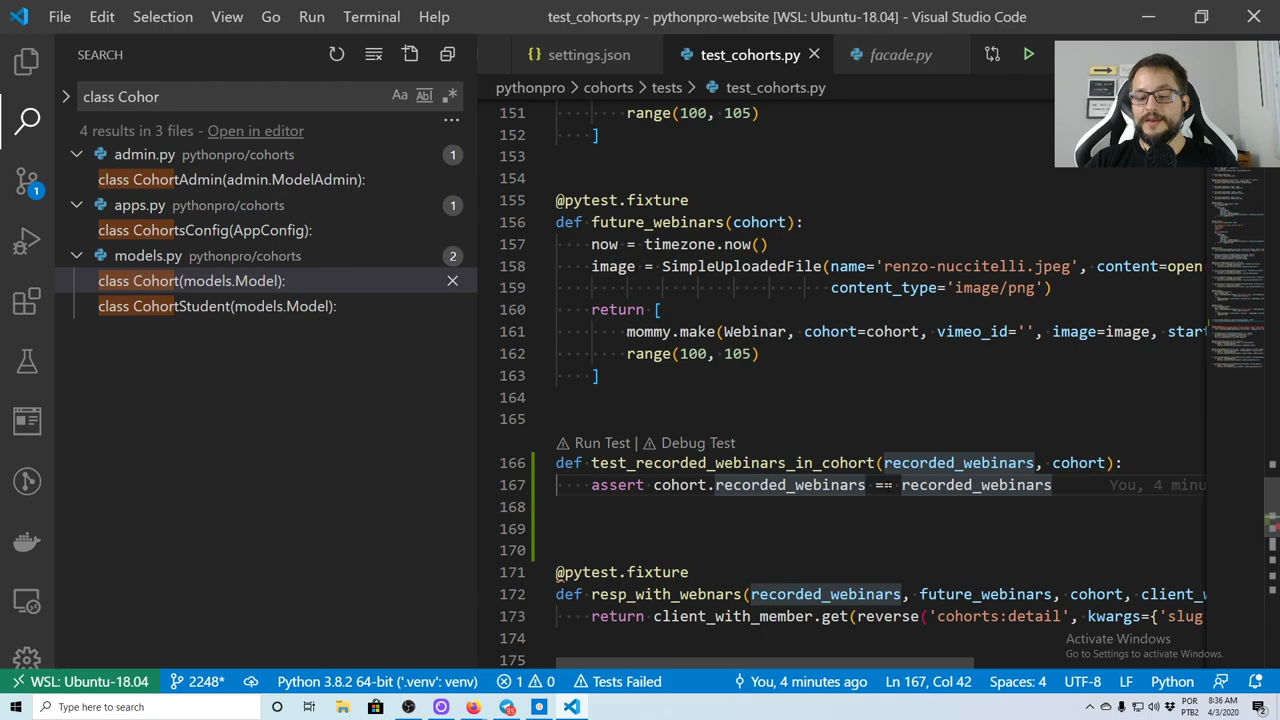 File Edit Selection View Go Run Terminal Help test_cohorts.py - pythonpro-website [WSL: Ubuntu-18.04] - Visual Studio Code
SEARCH
class Cohor
Aa Abl .*
4 results in 3 files - Open in editor
admin.py pythonpro/cohorts 1
class CohortAdmin(admin.ModelAdmin):
apps.py pythonpro/cohorts 1
class CohortsConfig(AppConfig):
models.py pythonpro/cohorts 2
class Cohort(models.Model):
class CohortStudent(models.Model):
1
settings.json test_cohorts.py facade.py
pythonpro > cohorts > tests > test_cohorts.py
151 range(100, 105)
152 ]
153
154
155 @pytest.fixture
156 def future_webinars(cohort):
157 now = timezone.now()
158 image = SimpleUploadedFile(name='renzo-nuccitelli.jpeg', content=open
159 content_type='image/png')
160 return [
161 mommy.make(Webinar, cohort=cohort, video_id='', image=image, start
162 range(100, 105)
163 ]
164
165
Run Test | Debug Test
166 def test_recorded_webinars_in_cohort(recorded_webinars, cohort):
167 assert cohort.recorded_webinars == recorded_webinars You, 4 minu
168
169
170
171 @pytest.fixture
172 def resp_with_webnars(recorded_webinars, future_webinars, cohort, client_w
173 return client_with_member.get(reverse('cohorts:detail', kwargs={'slug
174
175
Activate Windows
Go to Settings to activate Windows.
WSL: Ubuntu-18.04 2248* Python 3.8.2 64-bit ('.venv': venv) 1 0 Tests Failed You, 4 minutes ago Ln 167, Col 42 Spaces: 4 UTF-8 LF Python
Type here to search
95
POR
PTB2
8:36 AM
4/3/2020
2